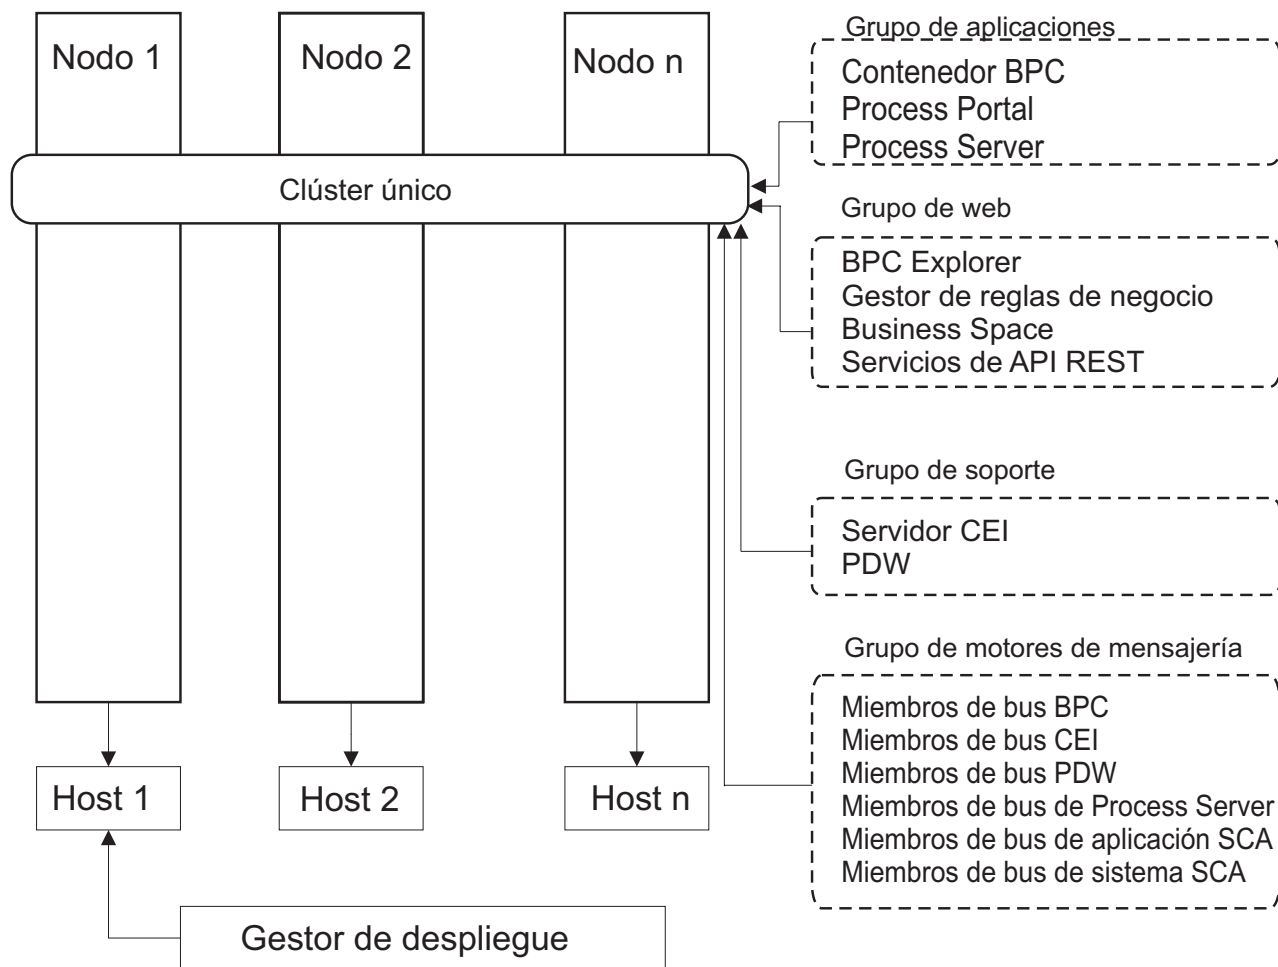 Nodo 1
Nodo 2
Nodo n
Clúster único
Grupo de aplicaciones
Contenedor BPC
Process Portal
Process Server
Grupo de web
BPC Explorer
Gestor de reglas de negocio
Business Space
Servicios de API REST
Grupo de soporte
Servidor CEI
PDW
Grupo de motores de mensajería
Miembros de bus BPC
Miembros de bus CEI
Miembros de bus PDW
Miembros de bus de Process Server
Miembros de bus de aplicación SCA
Miembros de bus de sistema SCA
Host 1
Host 2
Host n
Gestor de despliegue